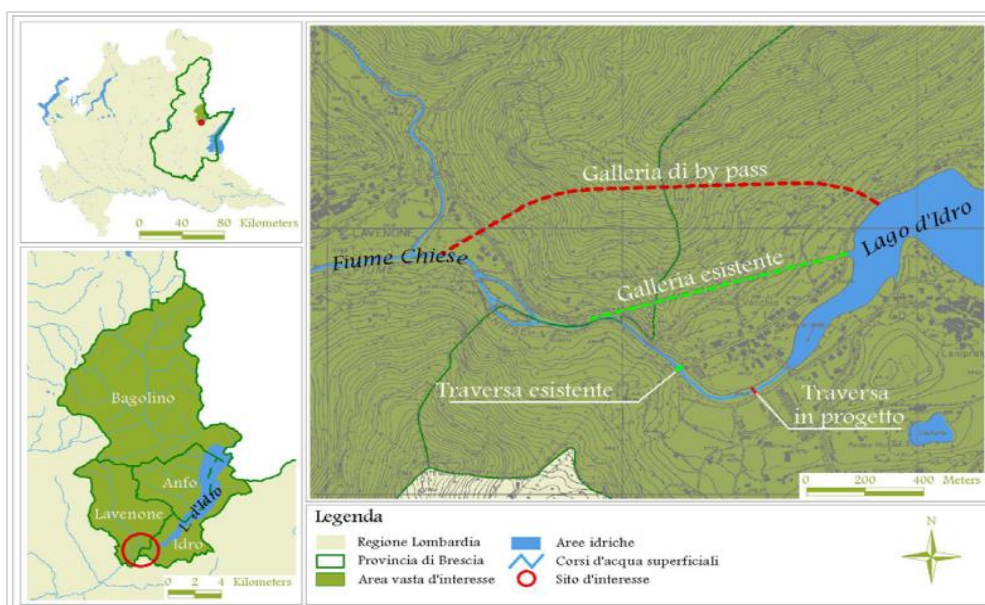 0 40 80 Kilometers
Bagolino
Anfo
Lavenone
L. d'Idro
Idro
0 2 4
Kilometers
Galleria di by pass
LAVENONE
Lago d'Idro
Fiume Chiese
Galleria esistente
Traversa esistente
Traversa
in progetto
0 200 400
Meters
Legenda
Regione Lombardia
Provincia di Brescia
Area vasta d'interesse
Aree idriche
Corsi d'acqua superficiali
Sito d'interesse
N